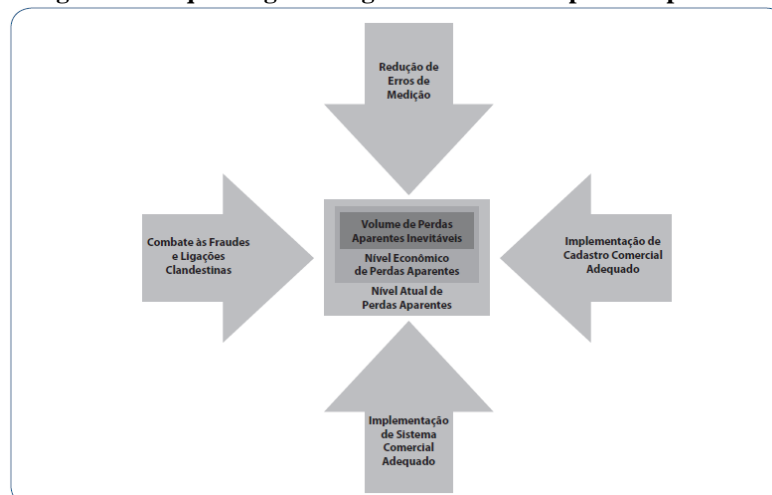 Redução de
Erros de
Medição
Combate às Fraudes
e Ligações
Clandestinas
Volume de Perdas
Aparentes Inevitáveis
Nível Econômico
de Perdas Aparentes
Nível Atual de
Perdas Aparentes
Implementação de
Cadastro Comercial
Adequado
Implementação
de Sistema
Comercial
Adequado